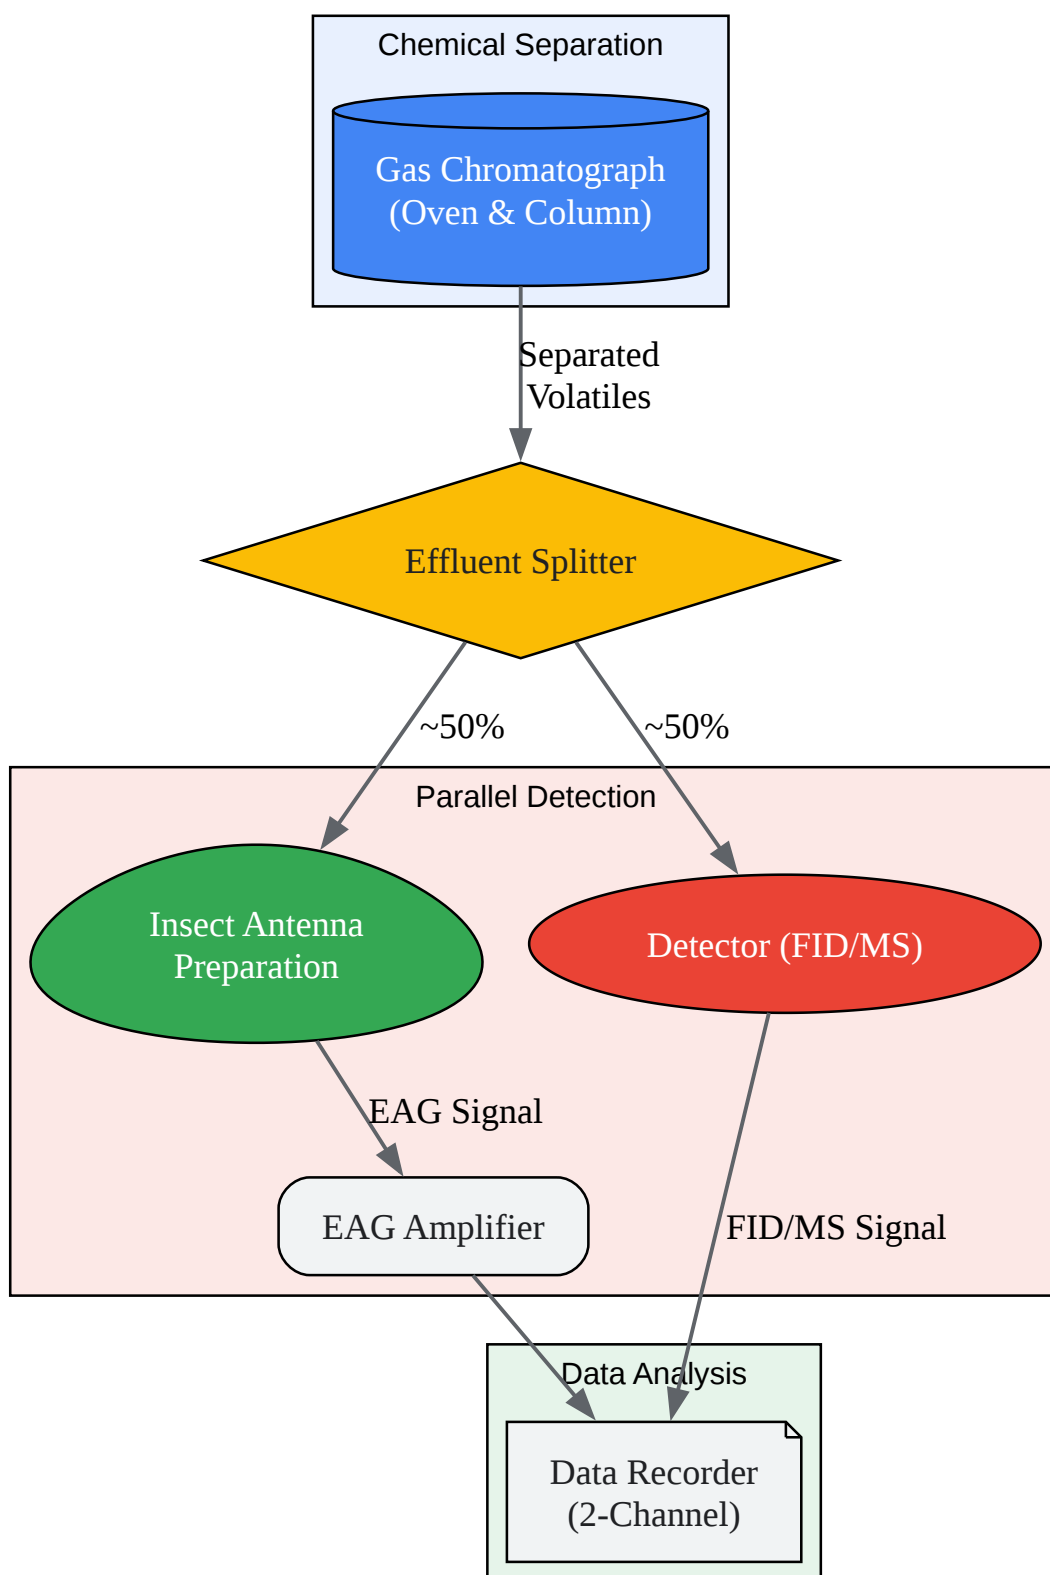 Chemical Separation
Gas Chromatograph
(Oven & Column)
Separated
Volatiles
Effluent Splitter
~50%
~50%
Parallel Detection
Insect Antenna
Preparation
Detector (FID/MS)
EAG Signal
EAG Amplifier
FID/MS Signal
Data Analysis
Data Recorder
(2-Channel)